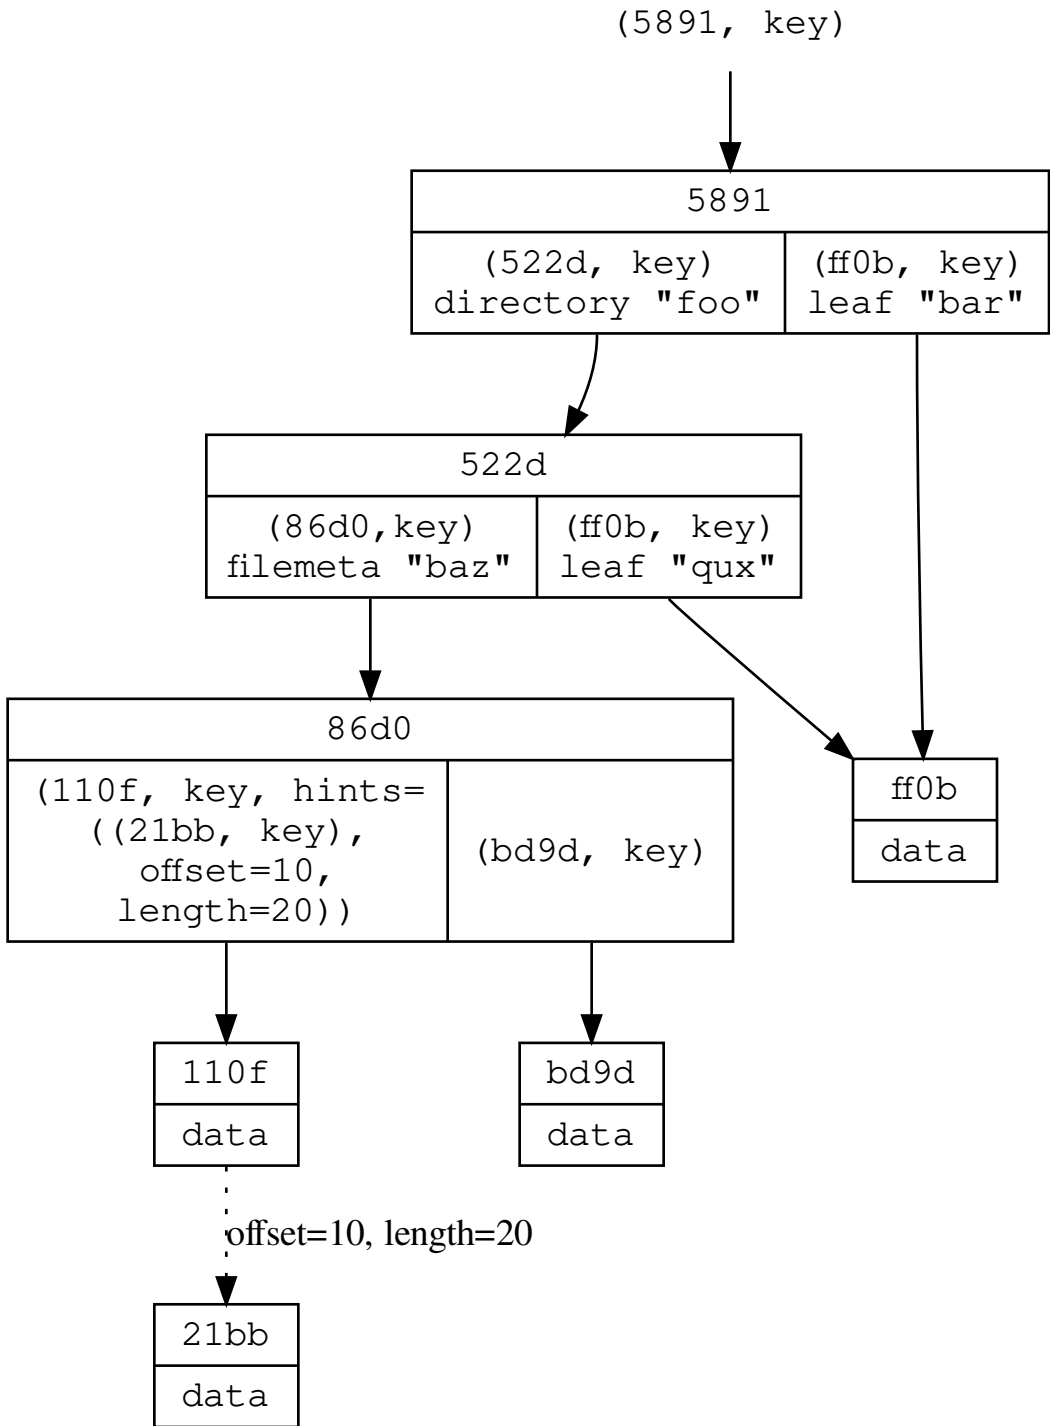 (5891, key)
5891
(522d, key)
directory "foo"
(ff0b, key)
leaf "bar"
522d
(86d0,key)
filemeta "baz"
(ff0b, key)
leaf "qux"
86d0
(110f, key, hints=
((21bb, key),
offset=10,
length=20))
(bd9d, key)
ff0b
data
110f
data
bd9d
data
offset=10, length=20
21bb
data